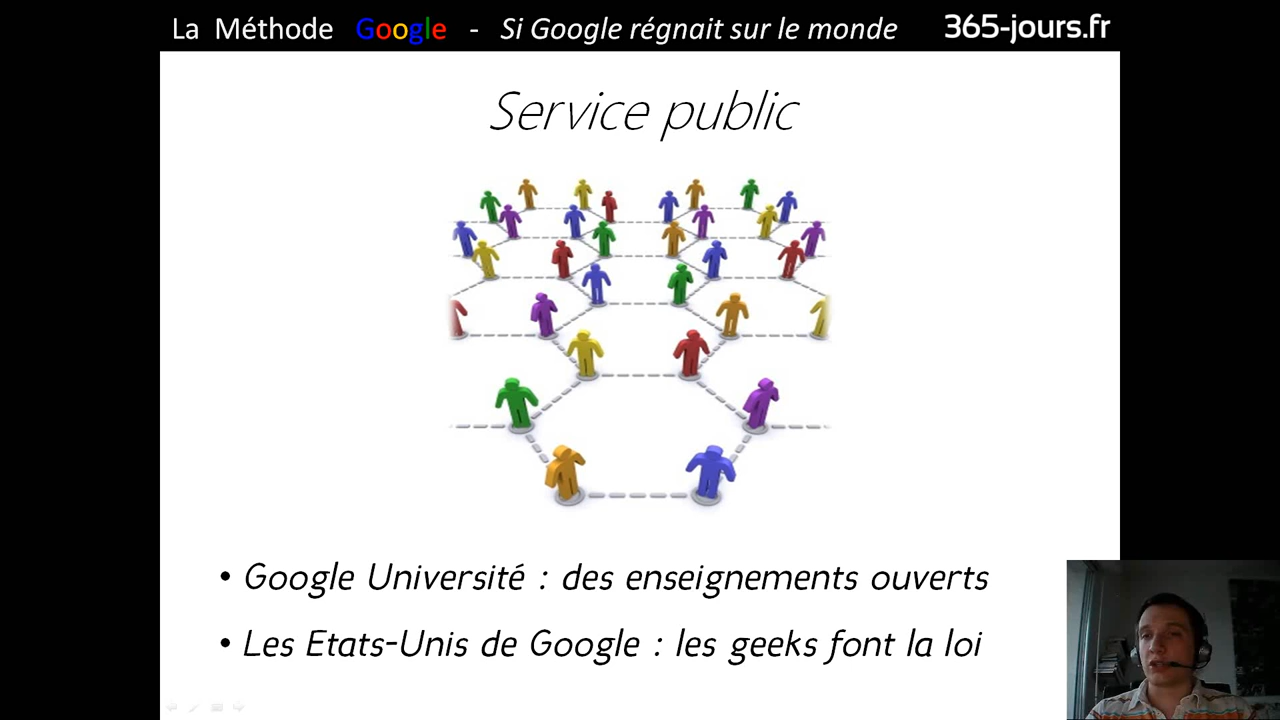 La Méthode Google - Si Google régnait sur le monde 365-jours.fr
Service public
• Google Université : des enseignements ouverts
• Les Etats-Unis de Google : les geeks font la loi